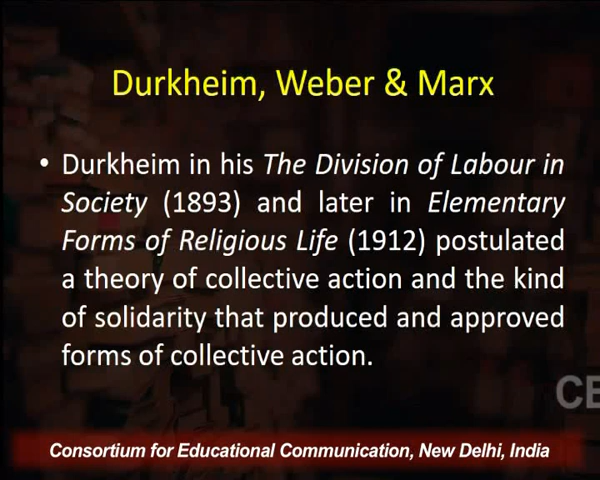 Durkheim, Weber & Marx
• Durkheim in his The Division of Labour in
Society (1893) and later in Elementary
Forms of Religious Life (1912) postulated
a theory of collective action and the kind
of solidarity that produced and approved
forms of collective action.
CE
Consortium for Educational Communication, New Delhi, India